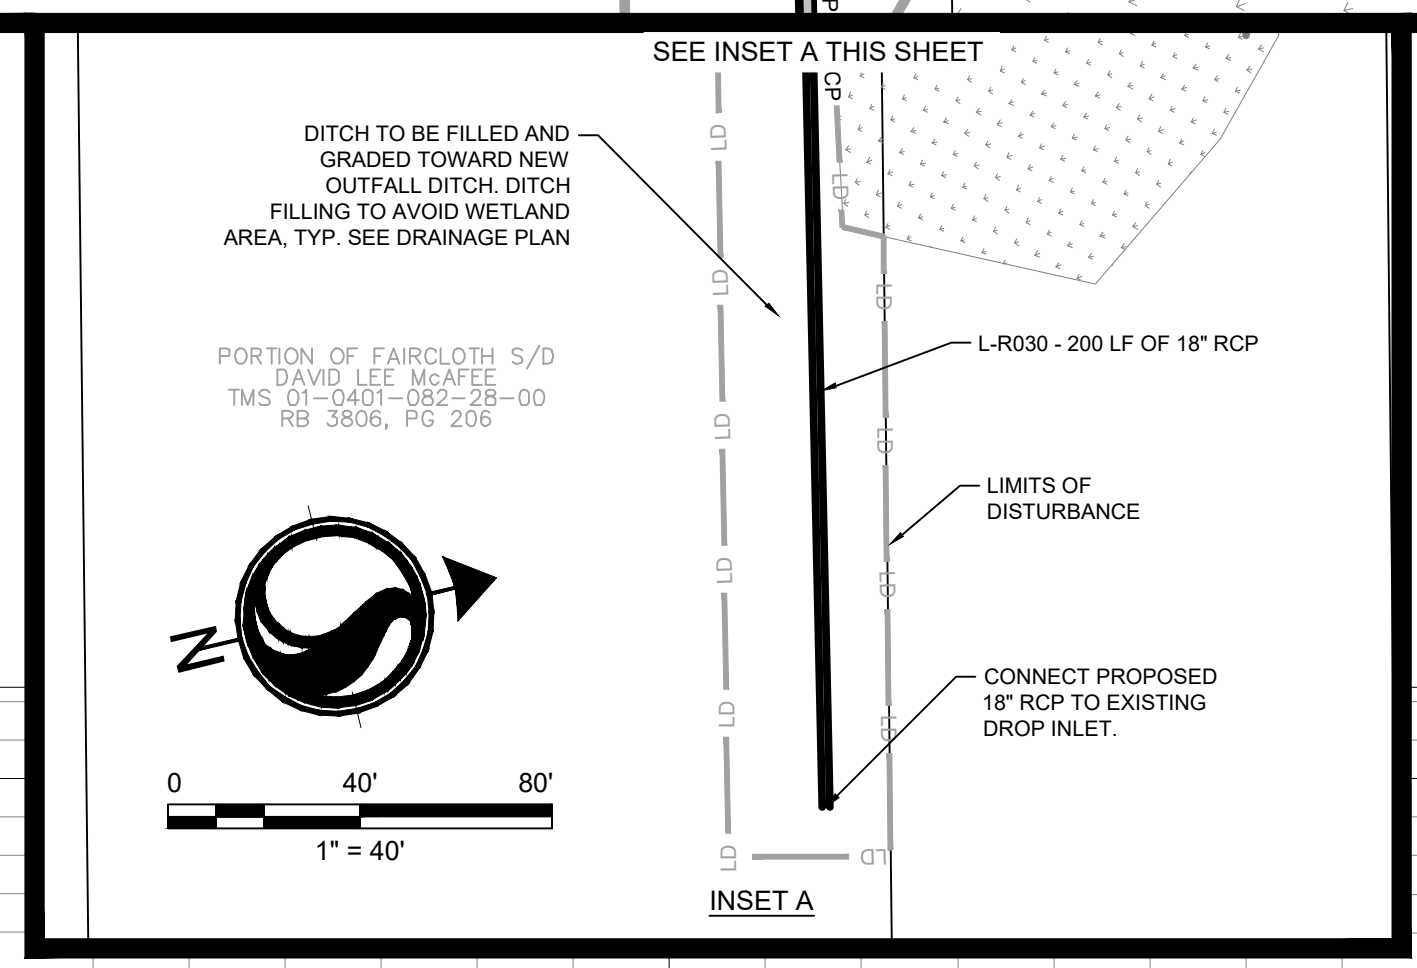 P
SEE INSET A THIS SHEET
CP
LD
DITCH TO BE FILLED AND
GRADED TOWARD NEW
OUTFALL DITCH. DITCH
FILLING TO AVOID WETLAND
AREA, TYP. SEE DRAINAGE PLAN
LD
LD
LD
L-R030 - 200 LF OF 18" RCP
PORTION OF FAIRCLOTH S/D
DAVID LEE McAFEE
TMS 01-0401-082-28-00
RB 3806, PG 206
LD
LD
LIMITS OF
DISTURBANCE
LD
LD
N
CONNECT PROPOSED
18" RCP TO EXISTING
DROP INLET.
LD
LD
0 40' 80'
1" = 40'
LD
LD
INSET A